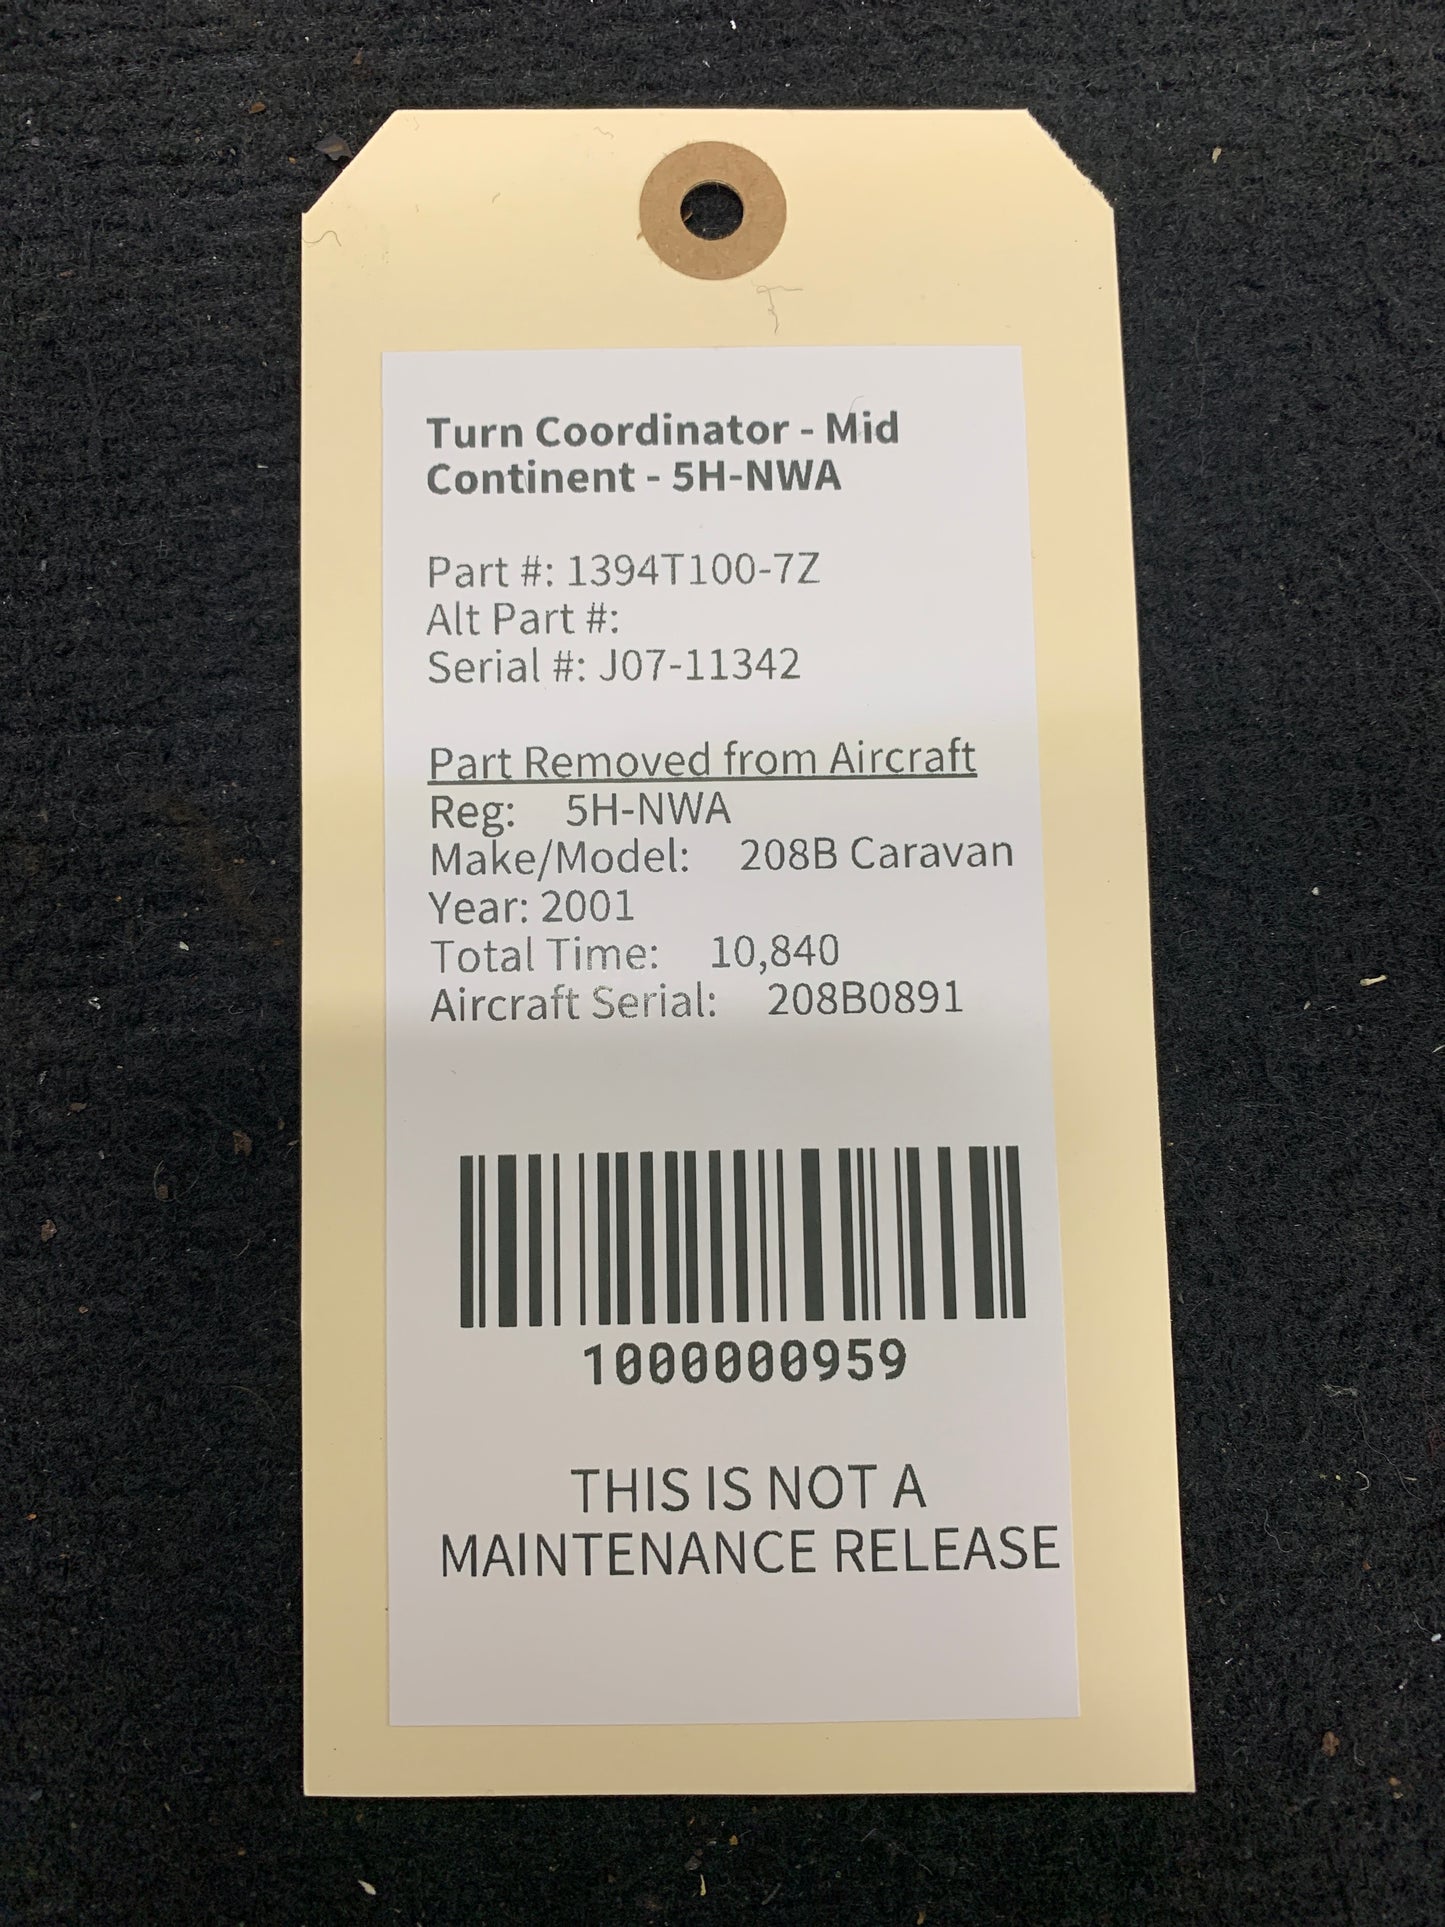 Turn Coordinator - Mid
Continent - 5H-NWA
Part #: 1394T100-7Z
Alt Part #:
Serial #: J07-11342
Part Removed from Aircraft
Reg: 5H-NWA
Make/Model: 208B Caravan
Year: 2001
Total Time: 10,840
Aircraft Serial: 208B0891
1000000959
THIS IS NOT A
MAINTENANCE RELEASE